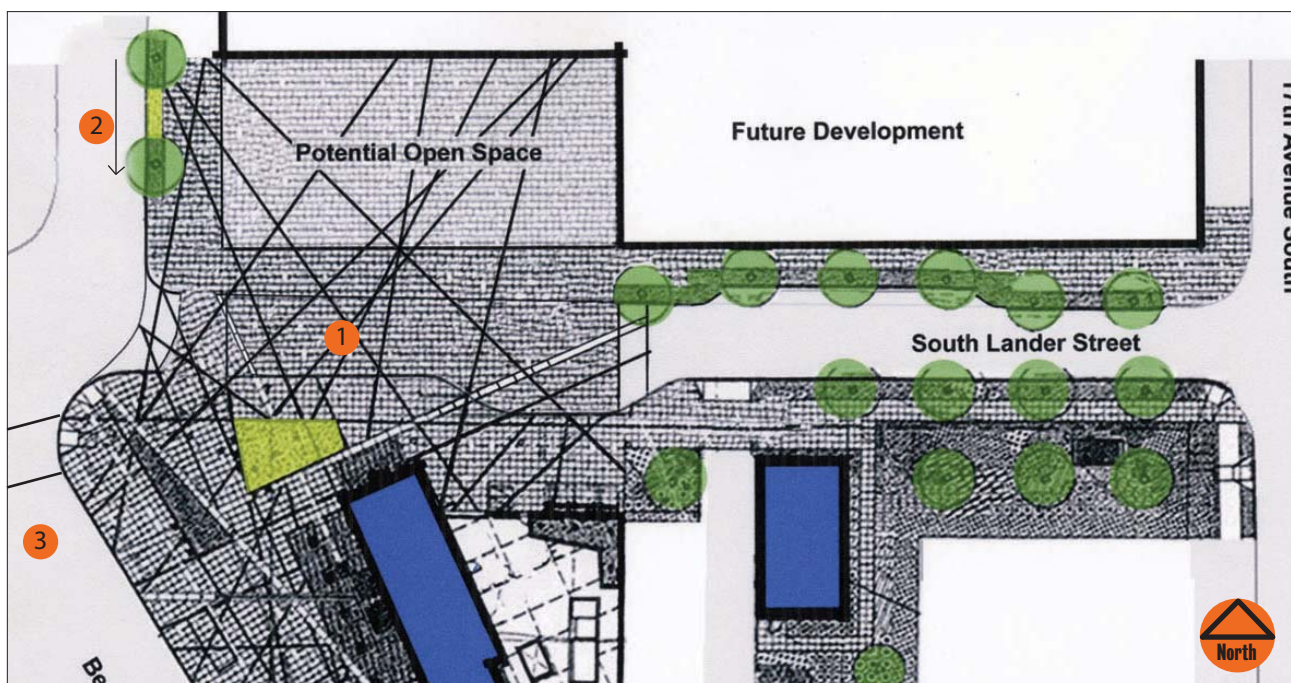 2
Potential Open Space
Future Development
1
South Lander Street
3
North